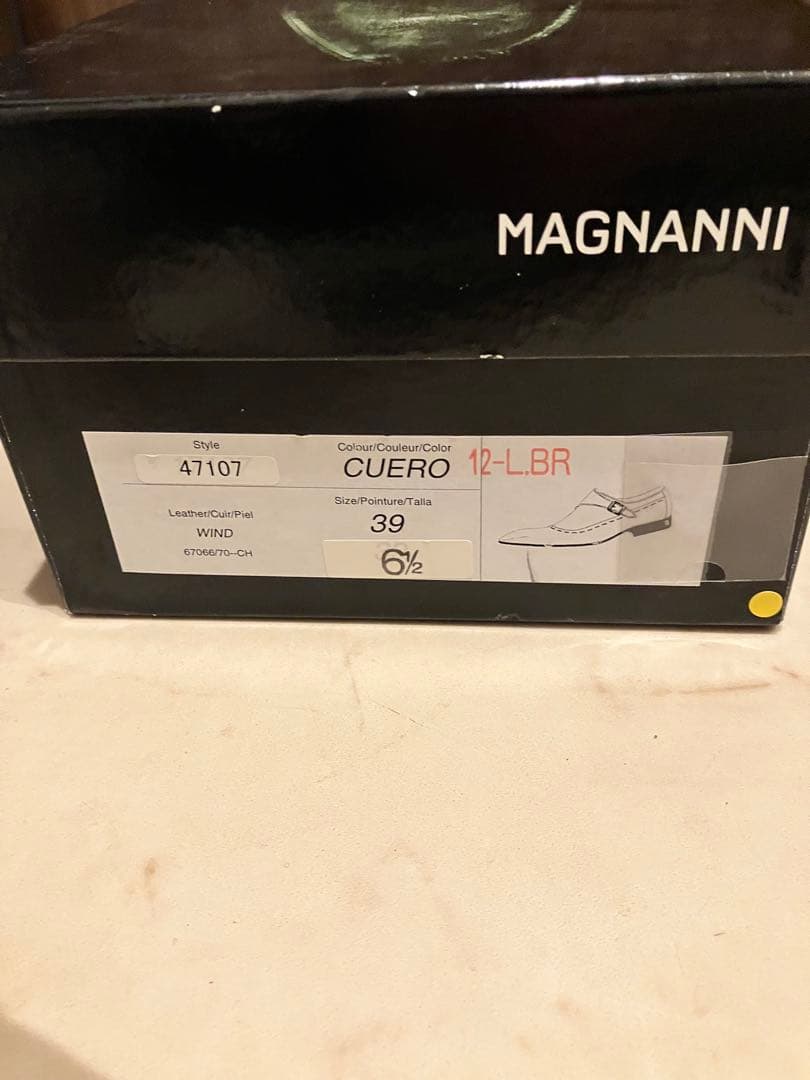 MAGNANNI
Style
47107
Colour/Couleur/Color
CUERO
12-L.BR
Leather/Cuir/Piel
WIND
67066/70--CH
Size/Pointure/Talla
39
6½